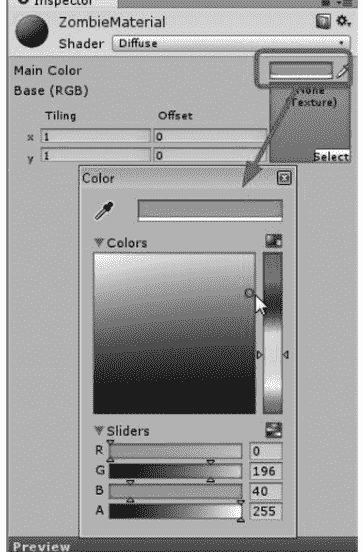 Inspector
ZombieMaterial
Shader Diffuse
Main Color
Base (RGB)
None
(Texture)
Tiling Offset
x 1 0
y 1 0
Select
Color
Colors
Sliders
R 0
G 196
B 40
A 255
Preview